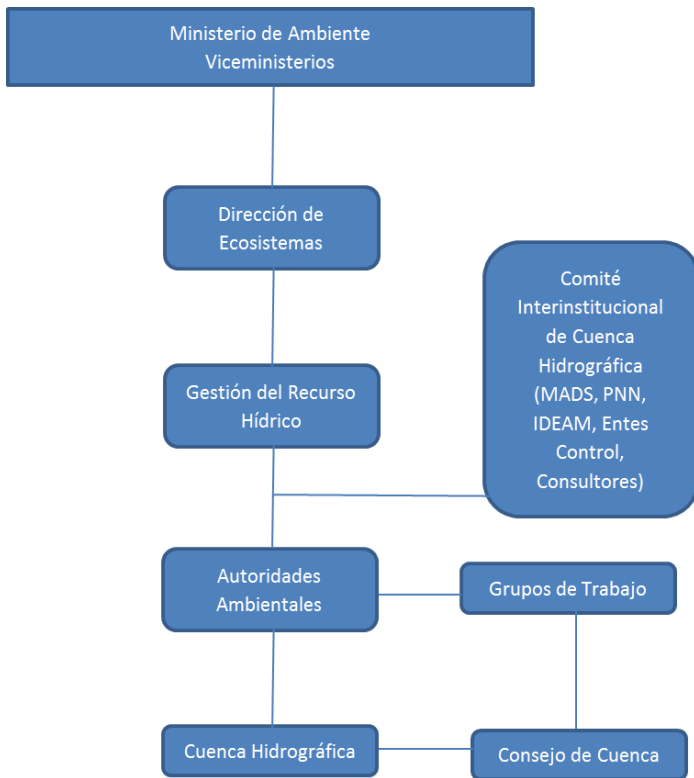 Ministerio de Ambiente
Viceministerios
Dirección de
Ecosistemas
Comité
Interinstitucional
de Cuenca
Hidrográfica
(MADS, PNN,
IDEAM, Entes
Control,
Consultores)
Gestión del Recurso
Hídrico
Autoridades
Ambientales
Grupos de Trabajo
Cuenca Hidrográfica
Consejo de Cuenca